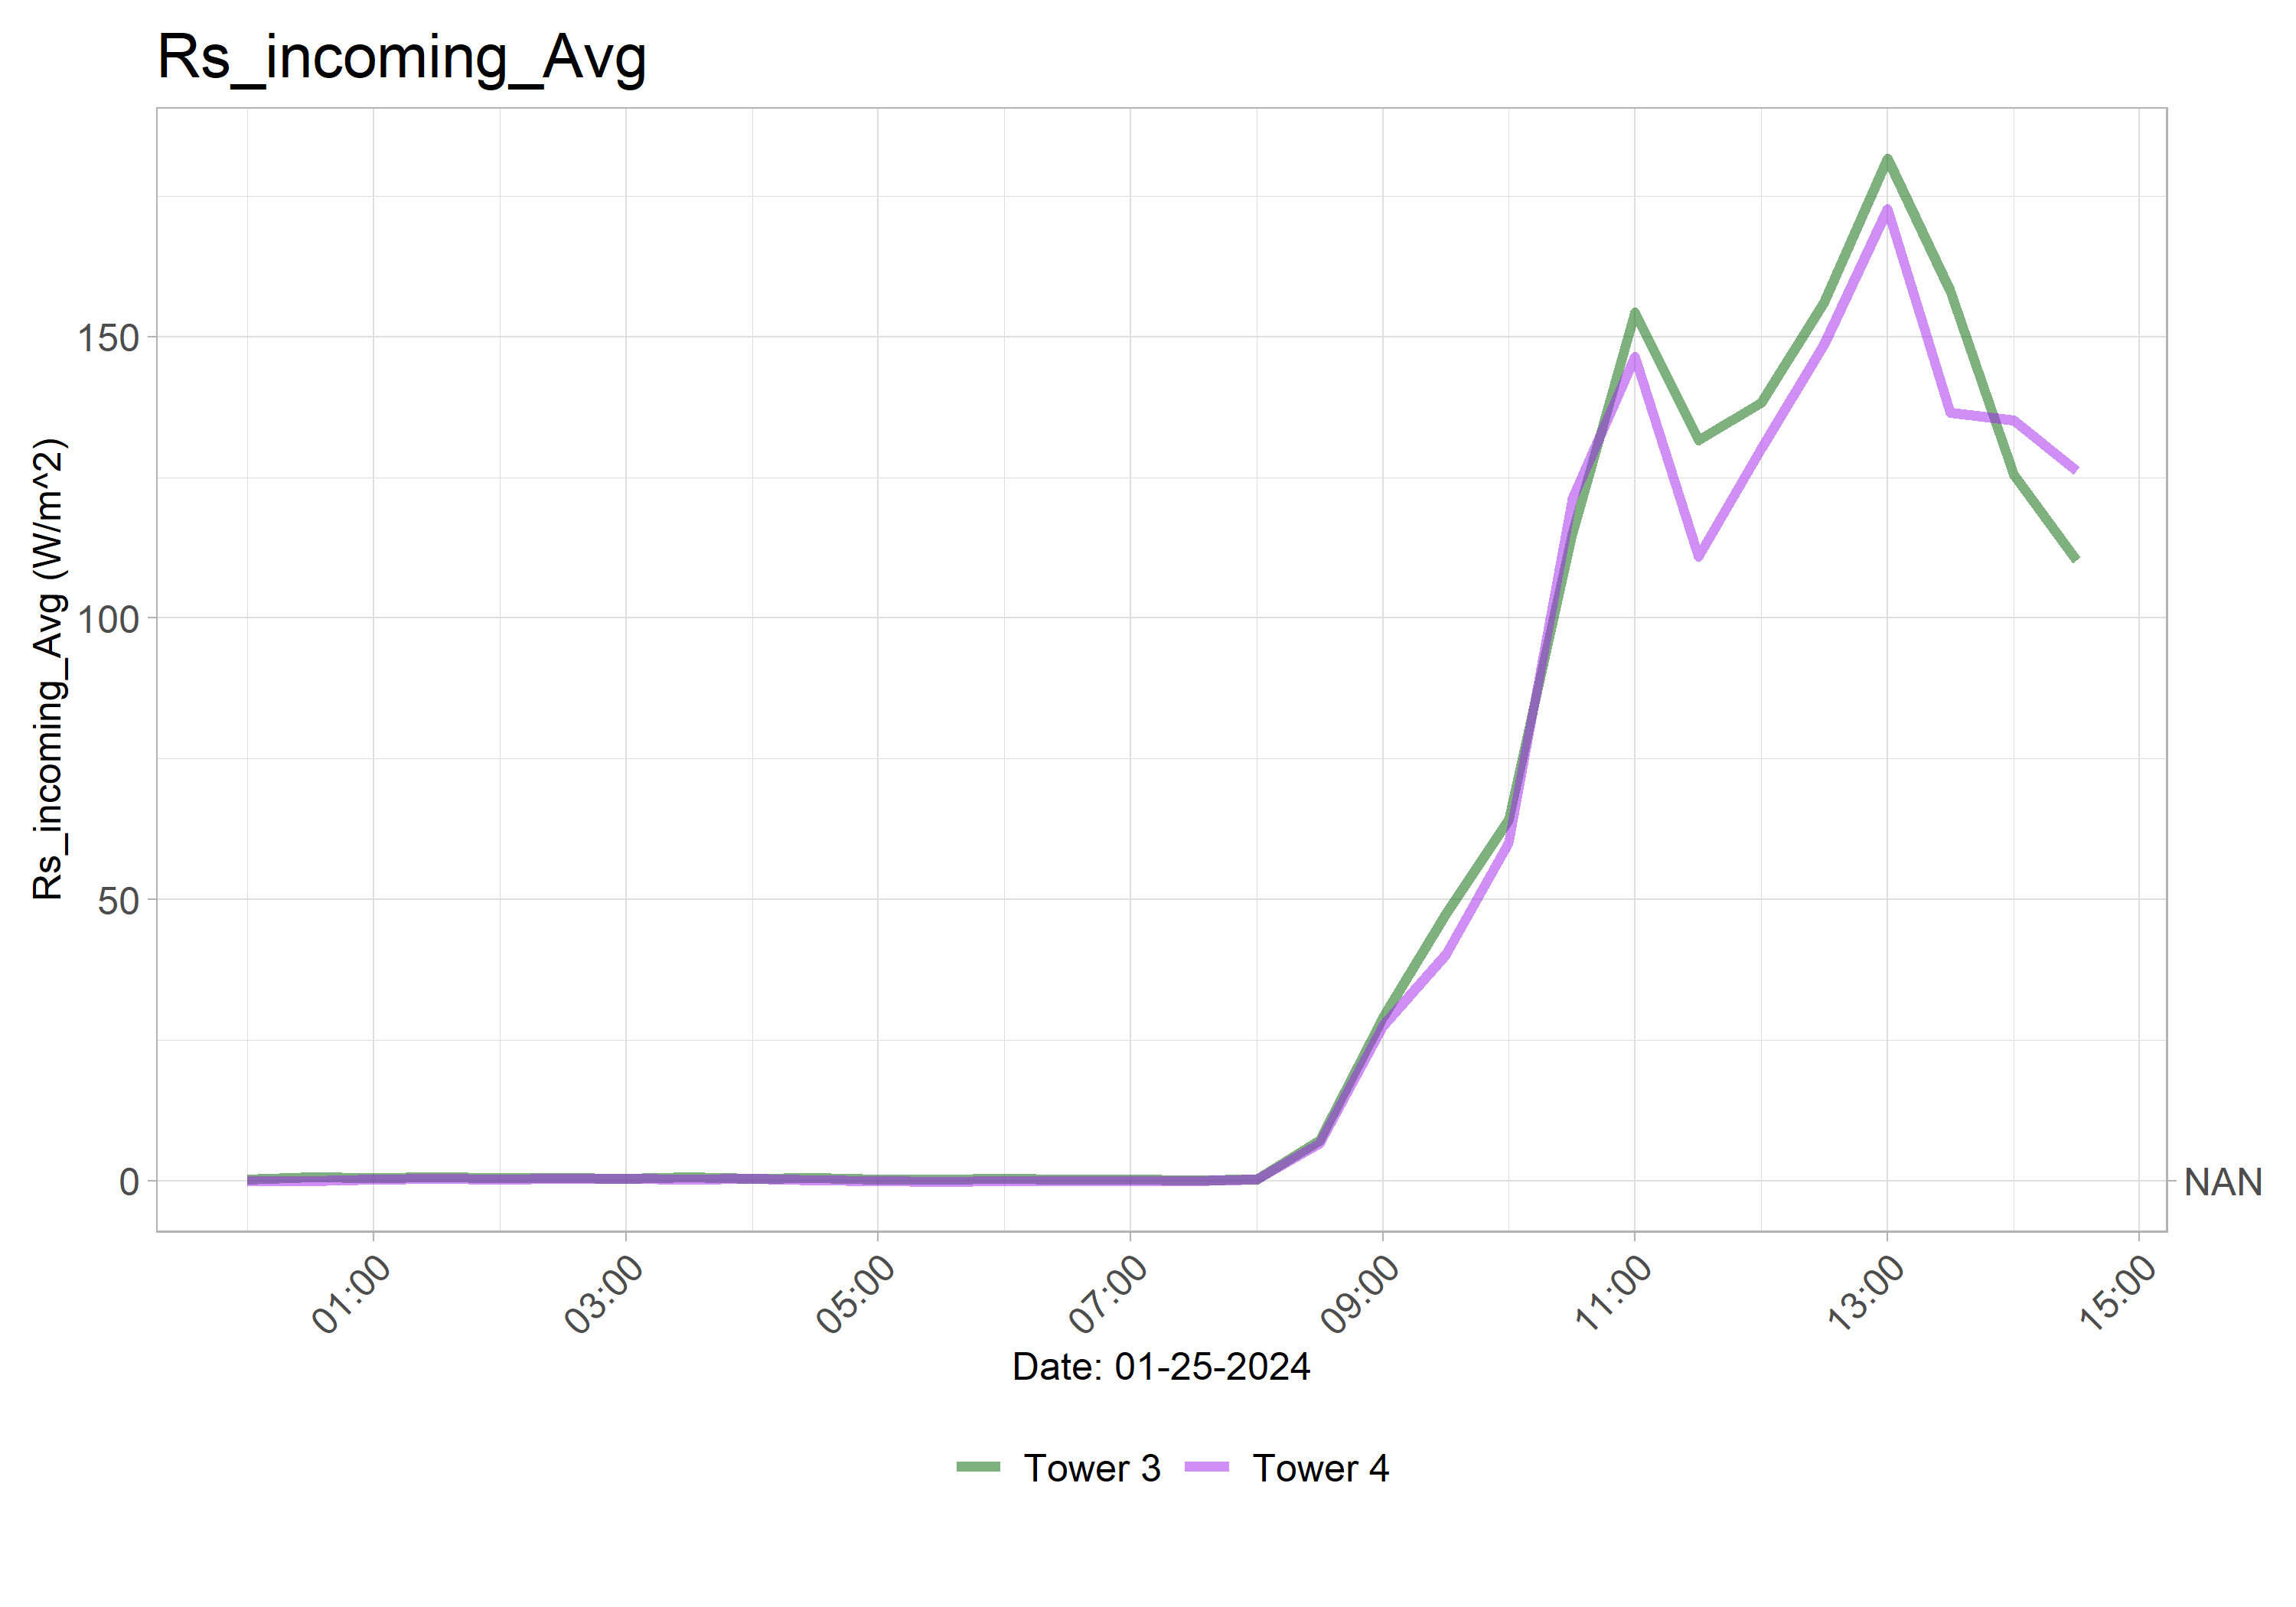 Rs_incoming_Avg
Rs_incoming_Avg (W/m^2)
150
100
50
0
NAN
01:00
03:00
05:00
07:00
09:00
11:00
13:00
15:00
Date: 01-25-2024
Tower 3
Tower 4